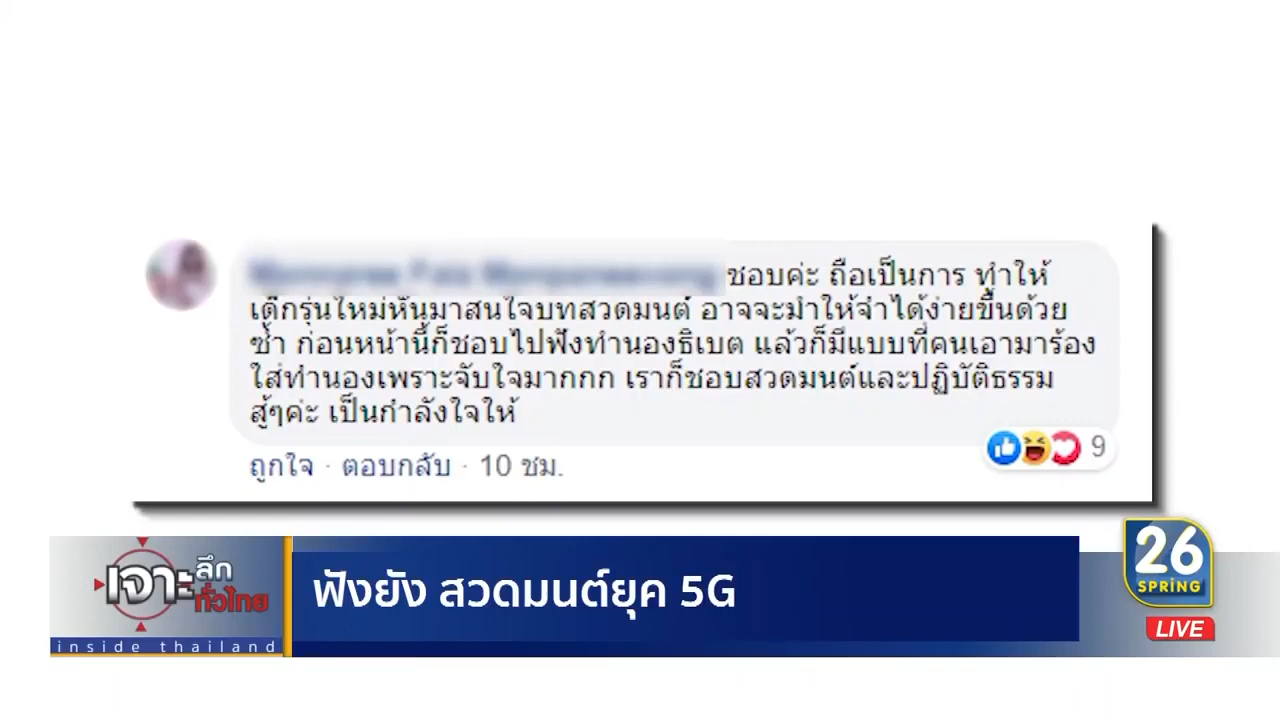 ชอบค่ะ ถือเป็นการ ทำให้
เด็กรุ่นใหม่หันมาสนใจบทสวดมนต์ อาจจะมำให้จำได้ง่ายขึ้นด้วย
ซ้ำ ก่อนหน้านี้ก็ชอบไปฟังทำนองธิเบต แล้วก็มีแบบที่คนเอามาร้อง
ใส่ทำนองเพราะจับใจมากกก เราก็ชอบสวดมนต์และปฏิบัติธรรม
สู้ๆค่ะ เป็นกำลังใจให้
9
ถูกใจ · ตอบกลับ · 10 ชม.
เจาะลึกทั่วไทย
inside thailand
ฟังยัง สวดมนต์ยุค 5G
26
SPRING
LIVE